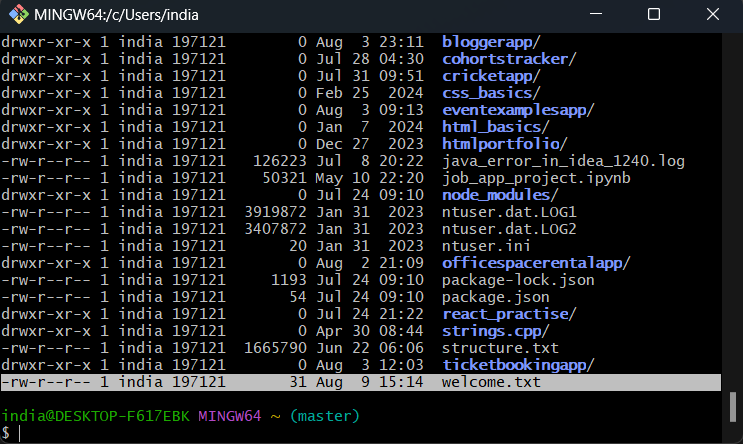 MINGW64:/c/Users/india
drwxr-xr-x 1 india 197121       0 Aug  3 23:11  bloggerapp/
drwxr-xr-x 1 india 197121       0 Jul 28 04:30  cohortstracker/
drwxr-xr-x 1 india 197121       0 Jul 31 09:51  cricketapp/
drwxr-xr-x 1 india 197121       0 Feb 25  2024  css_basics/
drwxr-xr-x 1 india 197121       0 Aug  3 09:13  eventexamplesapp/
drwxr-xr-x 1 india 197121       0 Jan  7  2024  html_basics/
drwxr-xr-x 1 india 197121       0 Dec 27  2023  htmlportfolio/
-rw-r--r-- 1 india 197121  126223 Jul  8 20:22  java_error_in_idea_1240.log
-rw-r--r-- 1 india 197121   50321 May 10 22:20  job_app_project.ipynb
drwxr-xr-x 1 india 197121       0 Jul 24 09:10  node_modules/
-rw-r--r-- 1 india 197121 3919872 Jan 31  2023  ntuser.dat.LOG1
-rw-r--r-- 1 india 197121 3407872 Jan 31  2023  ntuser.dat.LOG2
-rw-r--r-- 1 india 197121      20 Jan 31  2023  ntuser.ini
drwxr-xr-x 1 india 197121       0 Aug  2 21:09  officespacerentalapp/
-rw-r--r-- 1 india 197121    1193 Jul 24 09:10  package-lock.json
-rw-r--r-- 1 india 197121      54 Jul 24 09:10  package.json
drwxr-xr-x 1 india 197121       0 Jul 24 21:22  react_practise/
drwxr-xr-x 1 india 197121       0 Apr 30 08:44  strings.cpp/
-rw-r--r-- 1 india 197121 1665790 Jun 22 06:06  structure.txt
drwxr-xr-x 1 india 197121       0 Aug  3 12:03  ticketbookingapp/
-rw-r--r-- 1 india 197121      31 Aug  9 15:14  welcome.txt
india@DESKTOP-F617EBK MINGW64 ~ (master)
$